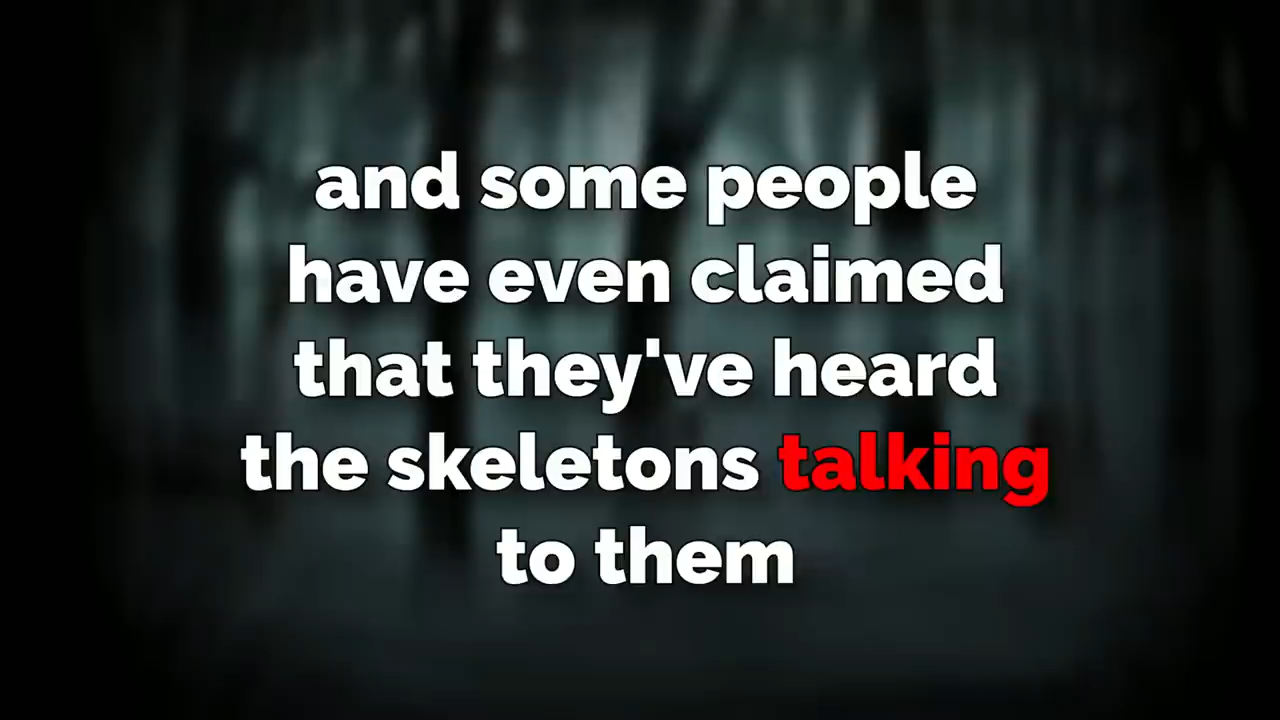 and some people
have even claimed
that they've heard
the skeletons talking
to them